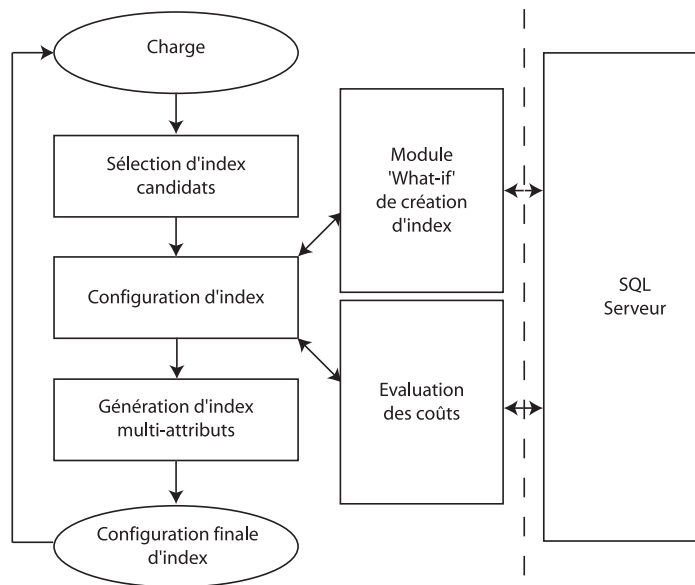 Charge
Sélection d'index
candidats
Configuration d'index
Génération d'index
multi-attributs
Configuration finale
d'index
Module
'What-if'
de création
d'index
Evaluation
des coûts
SQL
Serveur